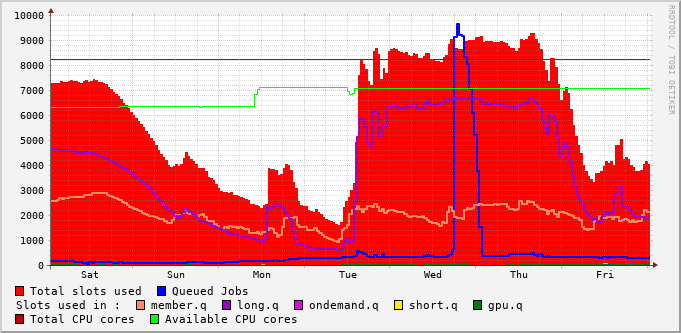 10000
9000
8000
7000
6000
5000
4000
3000
2000
1000
0
Sat Sun Mon Tue Wed Thu Fri
RRDTOOL / TOBI OETIKER
Total slots used Queued Jobs
Slots used in : member.q long.q ondemand.q short.q gpu.q
Total CPU cores Available CPU cores